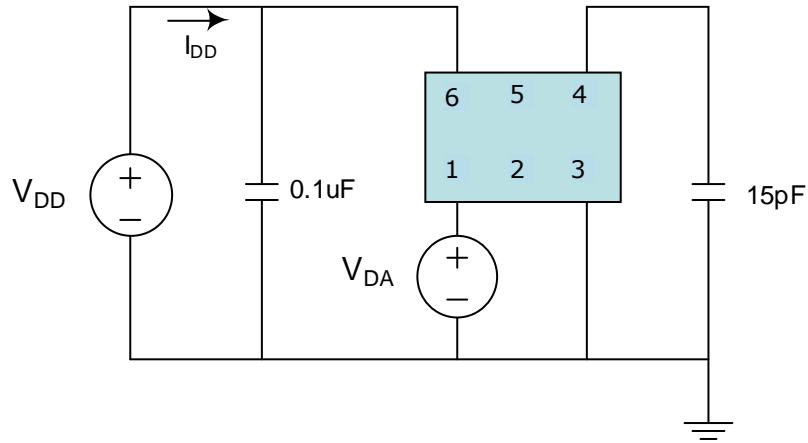 I_DD
6 5 4
V_DD
+
−
0.1uF
1 2 3
15pF
V_DA
+
−